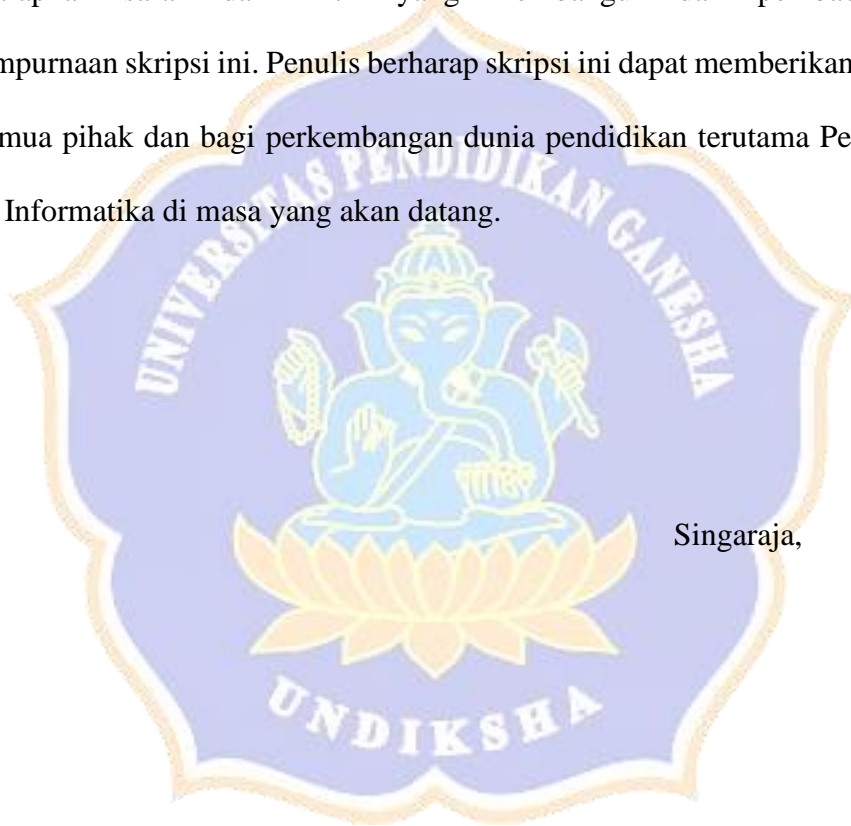 yang
mpurnaan skripsi ini. Penulis berharap skripsi ini dapat memberikan
mua pihak dan bagi perkembangan dunia pendidikan terutama Pe
Informatika di masa yang akan datang.
UNIVERSITAS PENDIDIKAN GANESHA
Singaraja,
UNDIKSHA